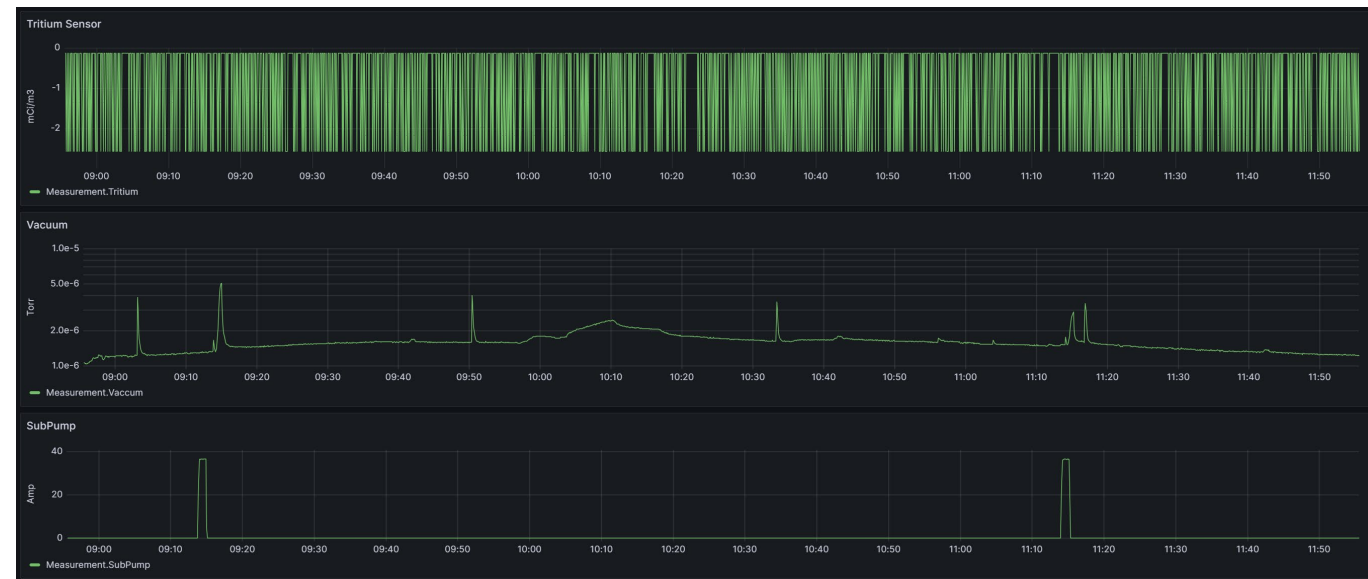 Tritium Sensor
0
-1
-2
mCi/m3
09:00 09:10 09:20 09:30 09:40 09:50 10:00 10:10 10:20 10:30 10:40 10:50 11:00 11:10 11:20 11:30 11:40 11:50
Measurement.Tritium
Vacuum
1.0e-5
5.0e-6
Torr
2.0e-6
1.0e-6
09:00 09:10 09:20 09:30 09:40 09:50 10:00 10:10 10:20 10:30 10:40 10:50 11:00 11:10 11:20 11:30 11:40 11:50
Measurement.Vaccum
SubPump
40
Amp
20
0
09:00 09:10 09:20 09:30 09:40 09:50 10:00 10:10 10:20 10:30 10:40 10:50 11:00 11:10 11:20 11:30 11:40 11:50
Measurement.SubPump